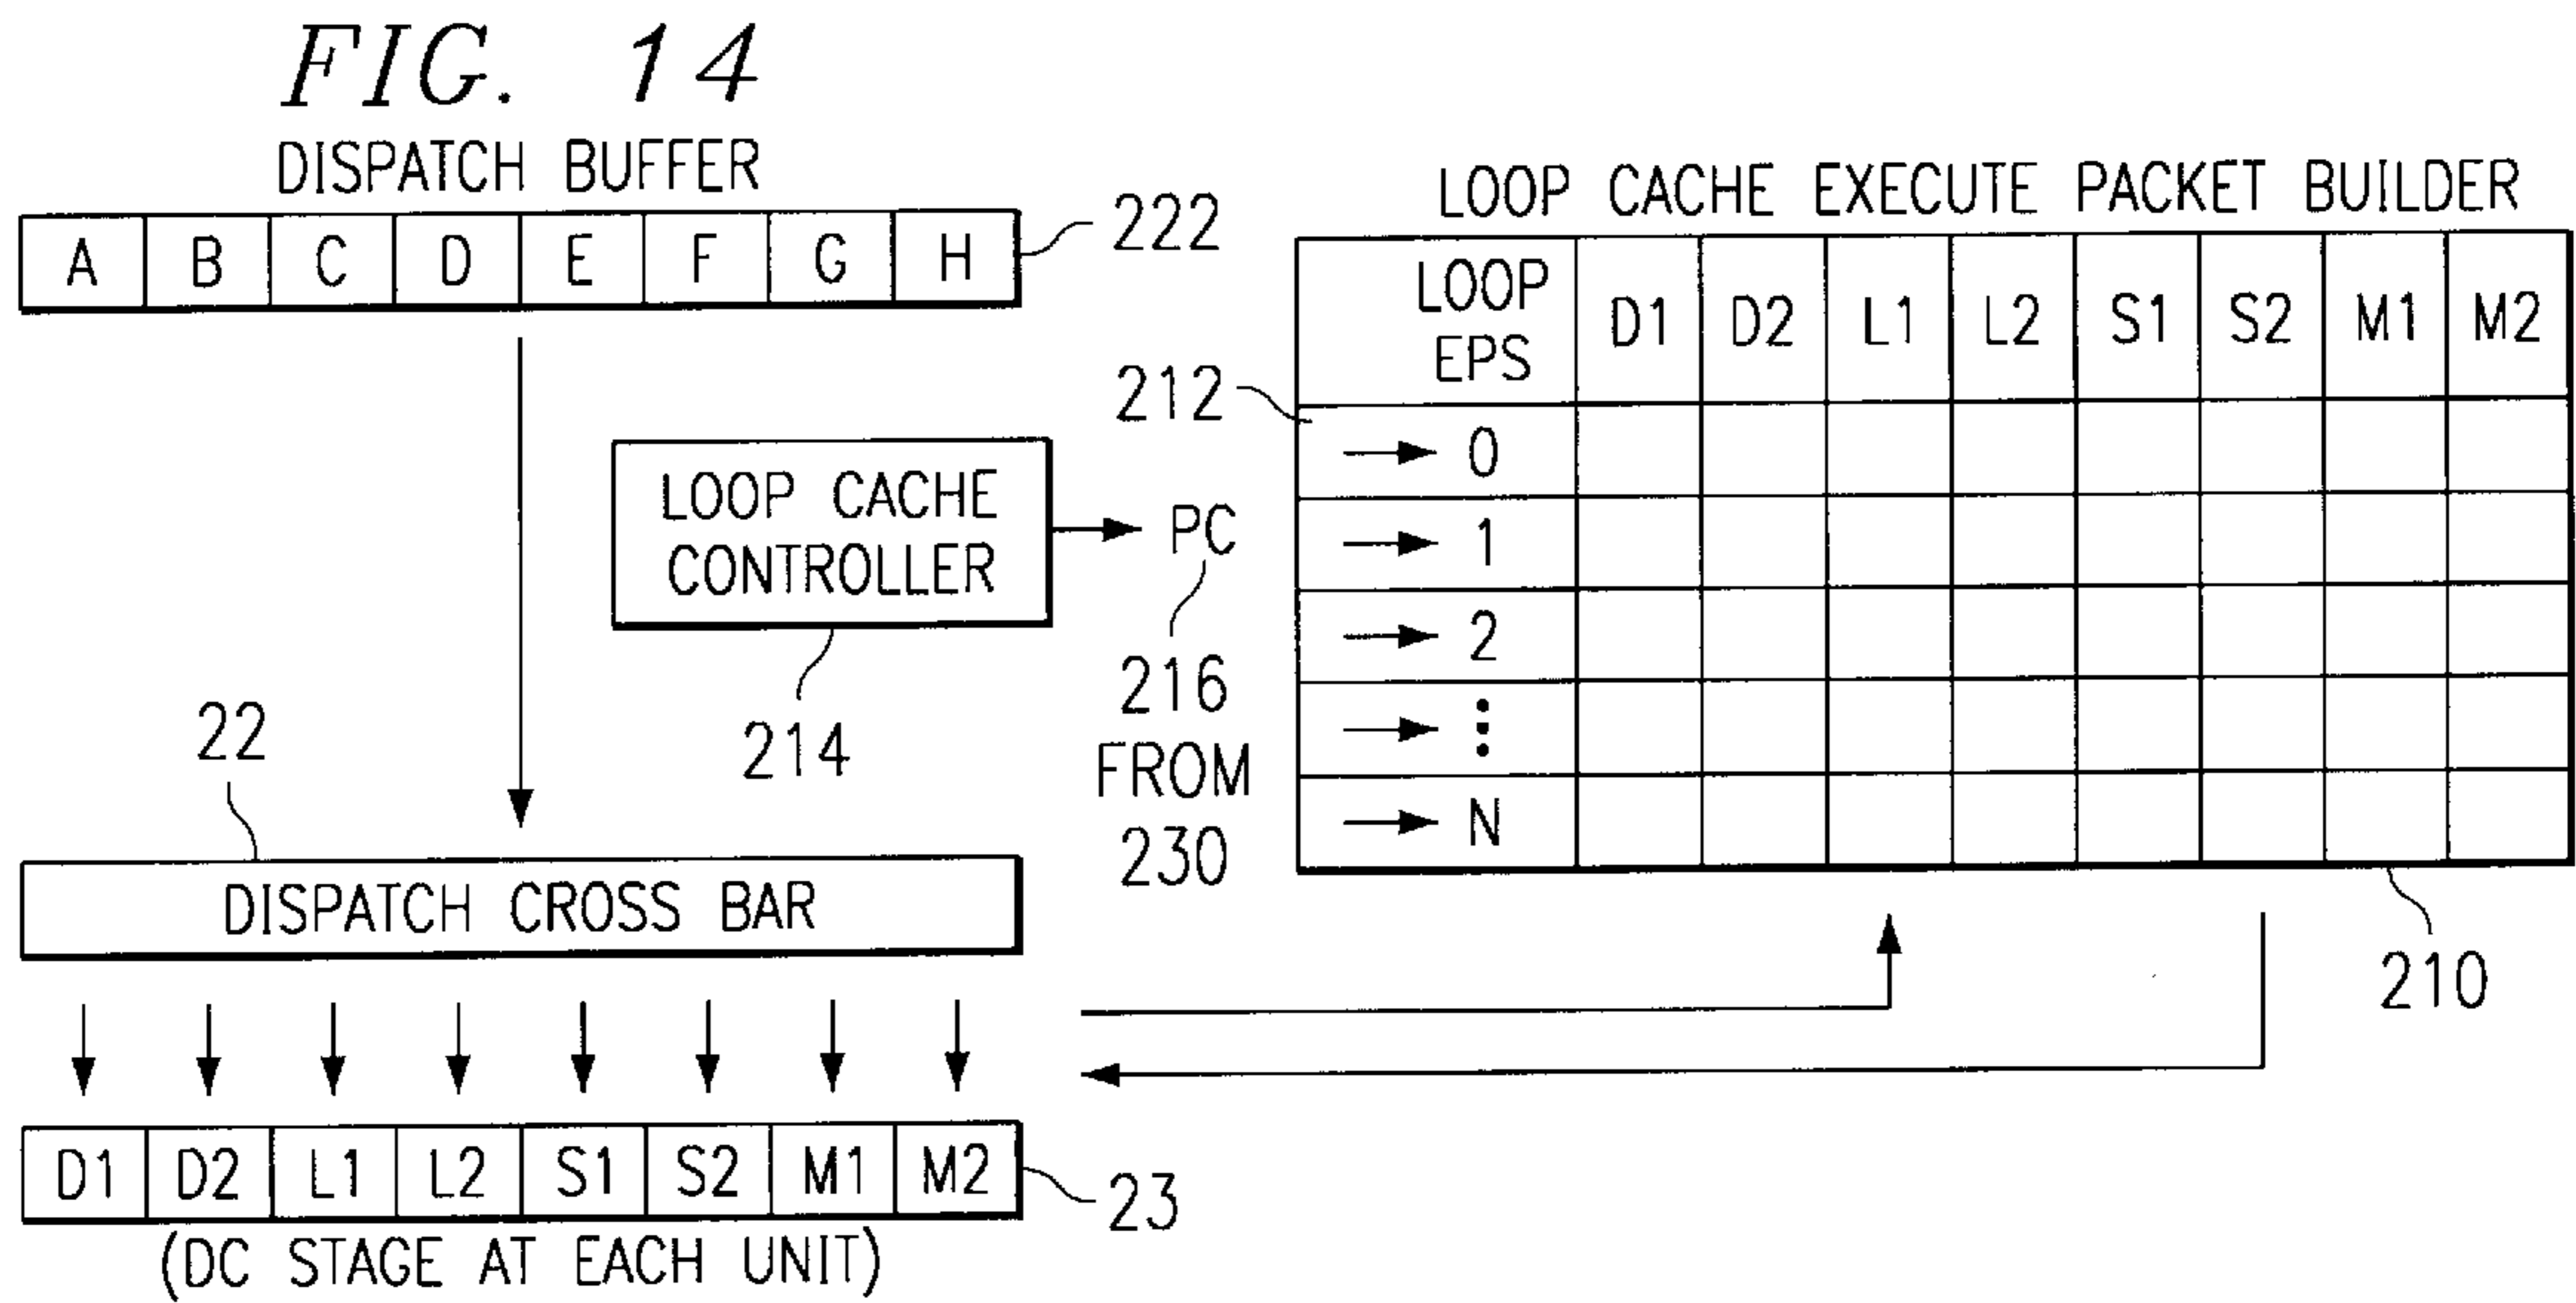 FIG. 14
DISPATCH BUFFER
A B C D E F G H
222
LOOP CACHE EXECUTE PACKET BUILDER
LOOP
EPS
D1 D2 L1 L2 S1 S2 M1 M2
212
0
1
2
⋮
N
210
LOOP CACHE
CONTROLLER
214
PC
216
FROM
230
22
DISPATCH CROSS BAR
D1 D2 L1 L2 S1 S2 M1 M2
23
(DC STAGE AT EACH UNIT)